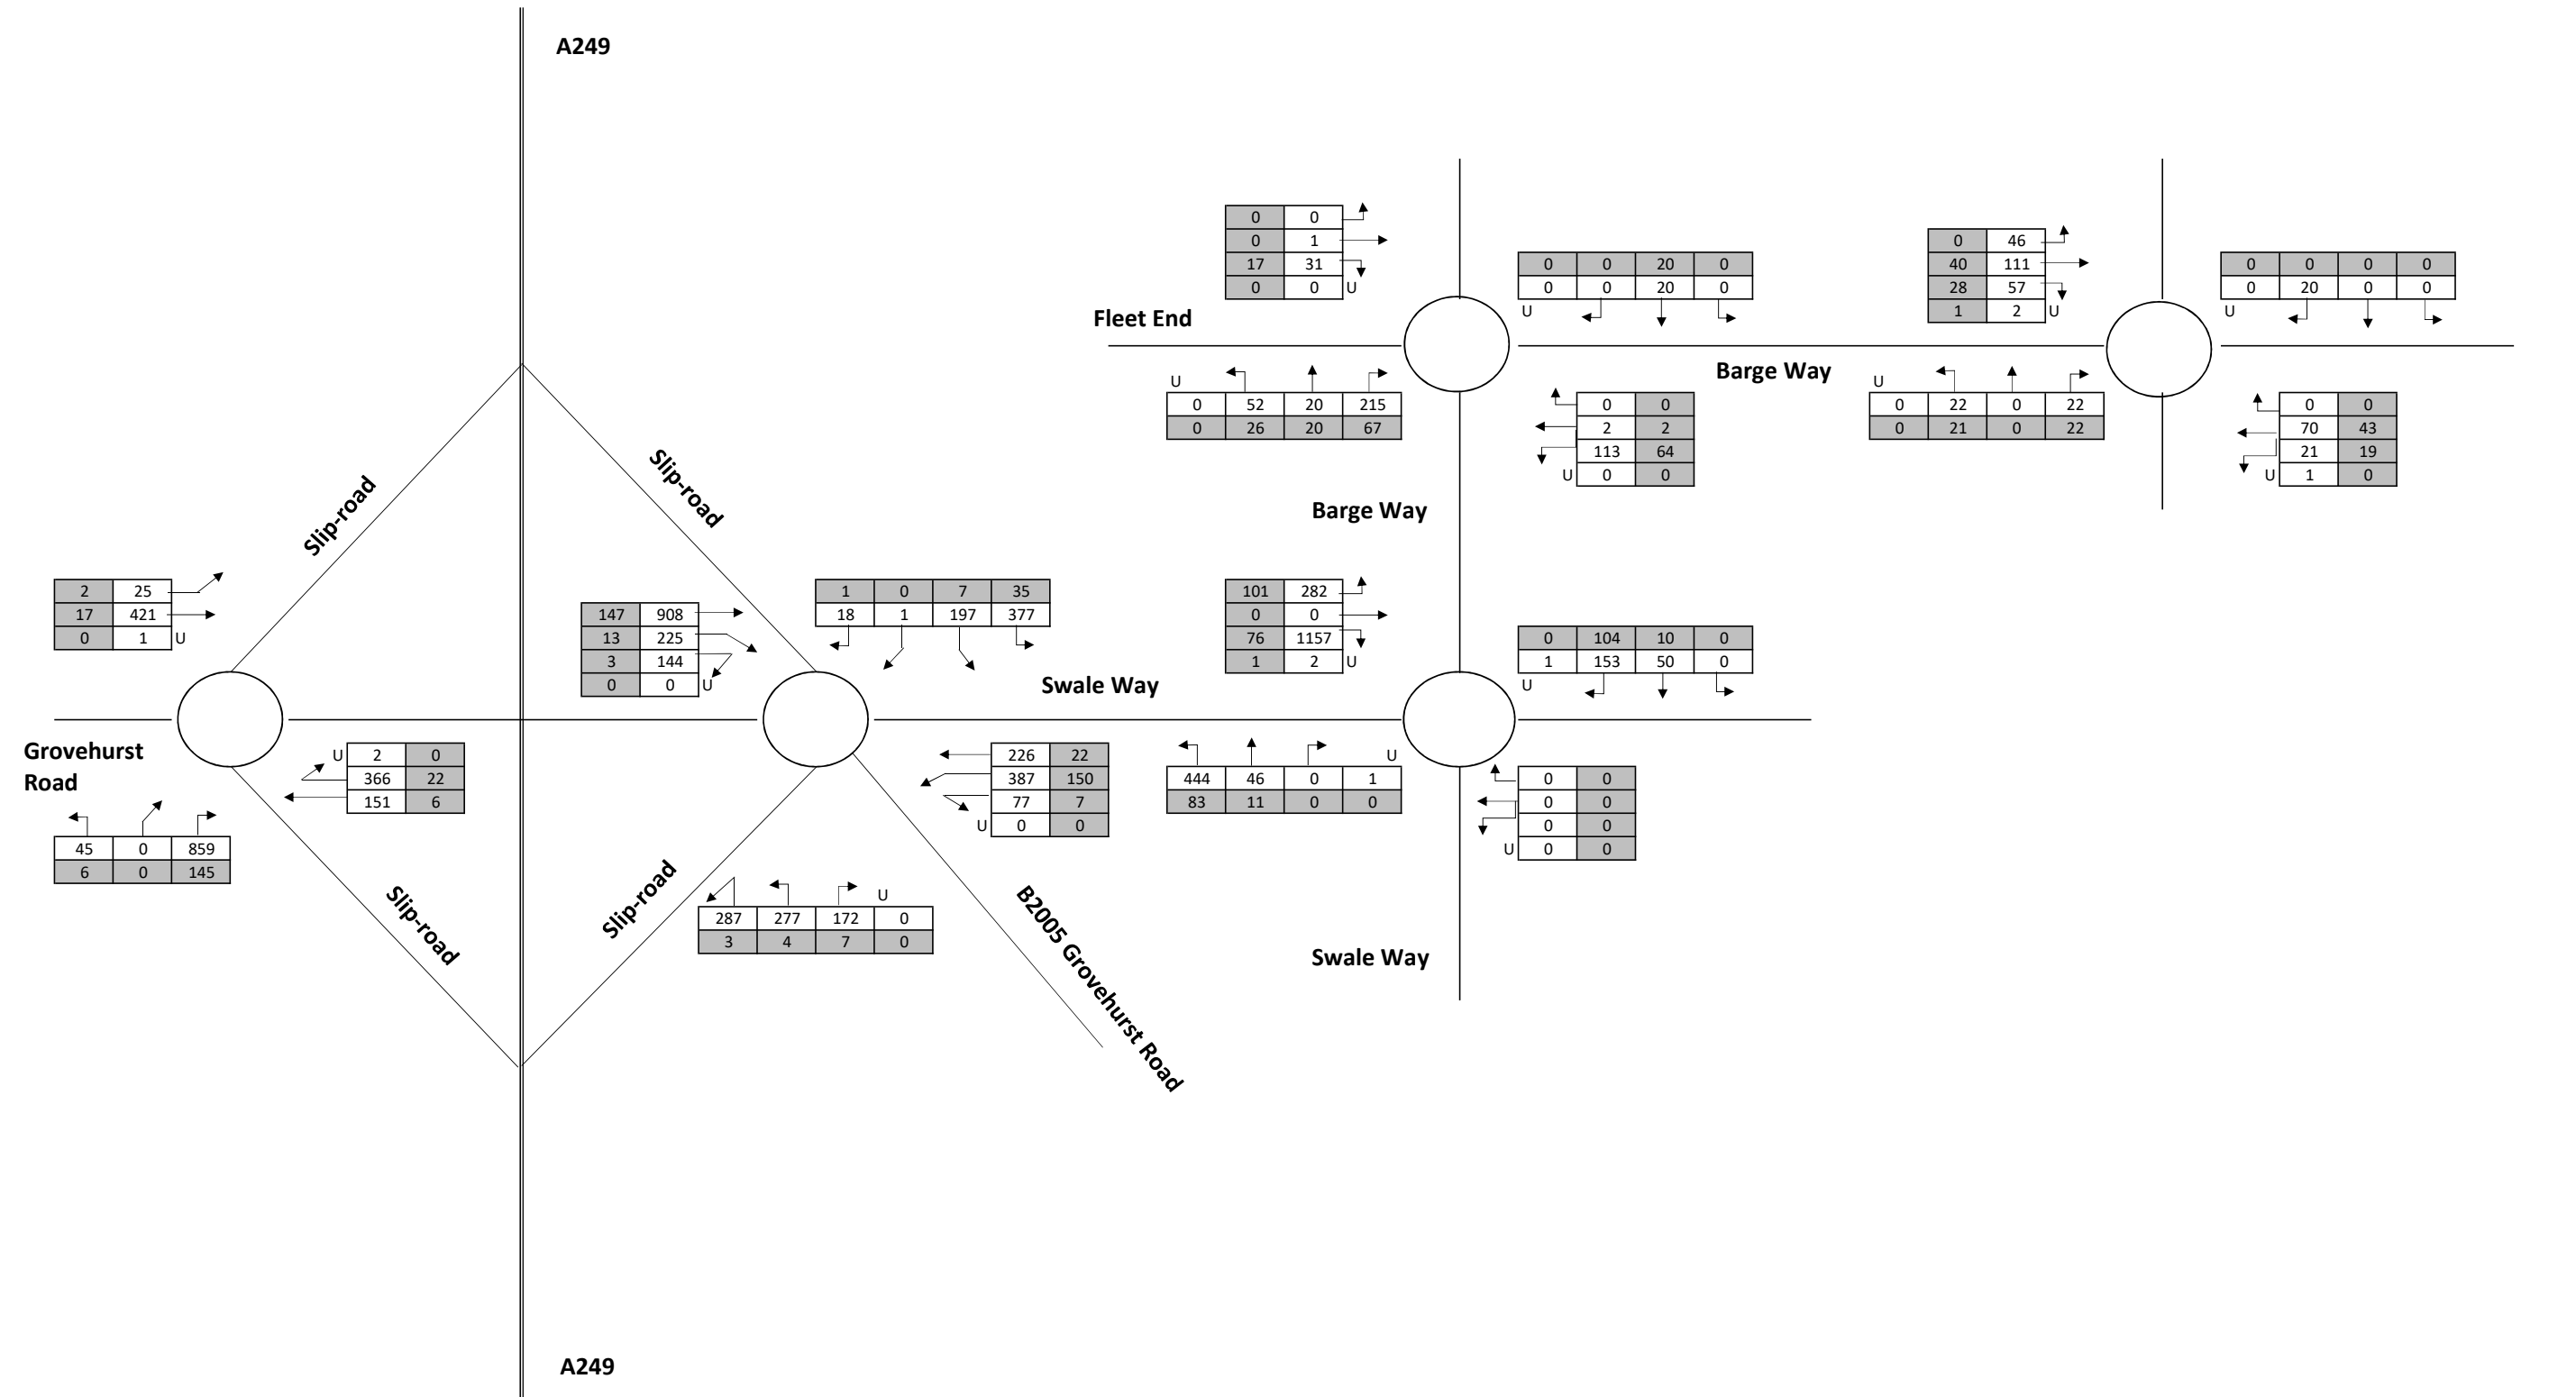 A249
0 0
0 1
17 31
0 0 U
0 0 20 0
0 0 20 0
U
0 46
40 111
28 57
1 2 U
0 0 0 0
0 20 0 0
U
Fleet End
Barge Way
U
0 52 20 215
0 26 20 67
0 0
2 2
113 64
U 0 0
U
0 22 0 22
0 21 0 22
0 0
70 43
21 19
U 1 0
Slip-road
Slip-road
Barge Way
2 25
17 421
0 1 U
147 908
13 225
3 144
0 0 U
1 0 7 35
18 1 197 377
101 282
0 0
76 1157
1 2 U
0 104 10 0
1 153 50 0
U
Swale Way
Grovehurst
Road
U 2 0
366 22
151 6
45 0 859
6 0 145
226 22
387 150
77 7
U 0 0
U
444 46 0 1
83 11 0 0
0 0
0 0
0 0
U 0 0
Slip-road
Slip-road
U
287 277 172 0
3 4 7 0
B2005 Grovehurst Road
Swale Way
A249